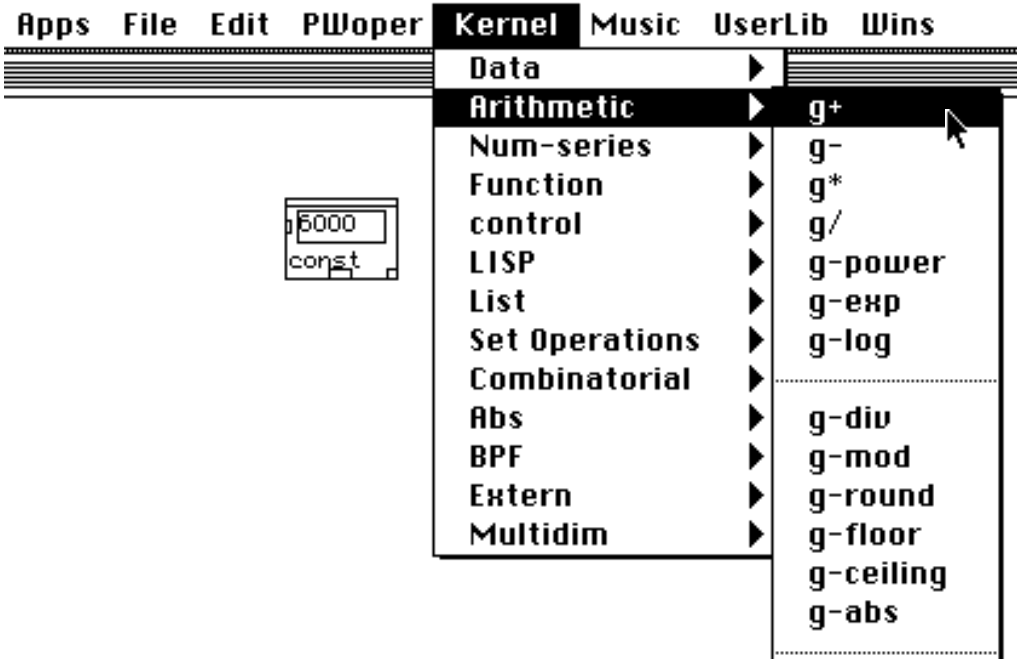 Apps File Edit PWoper Kernel Music UserLib Wins
Data
Arithmetic
Num-series
Function
control
LISP
List
Set Operations
Combinatorial
Abs
BPF
Extern
Multidim
g+
g-
g*
g/
g-power
g-exp
g-log
g-div
g-mod
g-round
g-floor
g-ceiling
g-abs
6000
const